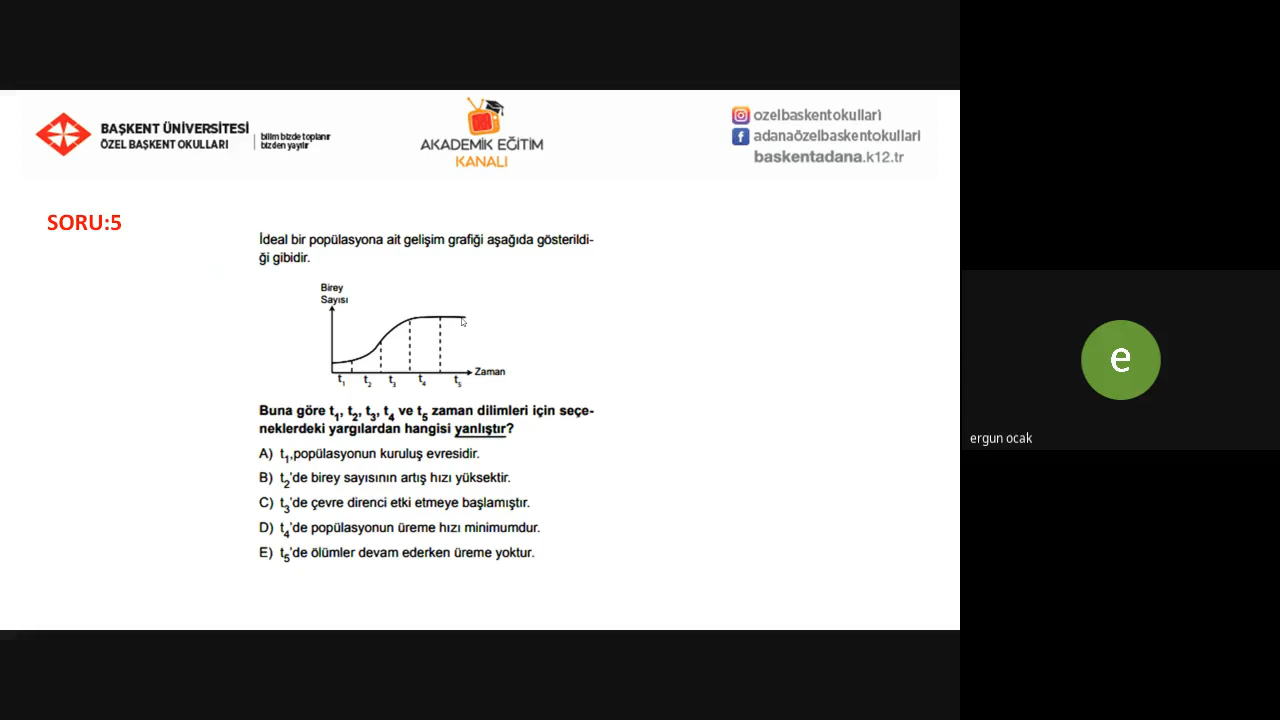 BAŞKENT ÜNİVERSİTESİ
ÖZEL BAŞKENT OKULLARI
bilim bizde toplanır
bizden yayılır
AKADEMİK EĞİTİM
KANALI
ozelbaskentokullari
adanaözelbaskentokullari
baskentadana.k12.tr
SORU:5
İdeal bir popülasyona ait gelişim grafiği aşağıda gösterildi-
ği gibidir.
Birey
Sayısı
t1 t2 t3 t4 t5
Zaman
Buna göre t1, t2, t3, t4 ve t5 zaman dilimleri için seçe-
neklerdeki yargılardan hangisi yanlıştır?
A) t1,popülasyonun kuruluş evresidir.
B) t2'de birey sayısının artış hızı yüksektir.
C) t3'de çevre direnci etki etmeye başlamıştır.
D) t4'de popülasyonun üreme hızı minimumdur.
E) t5'de ölümler devam ederken üreme yoktur.
e
ergun ocak